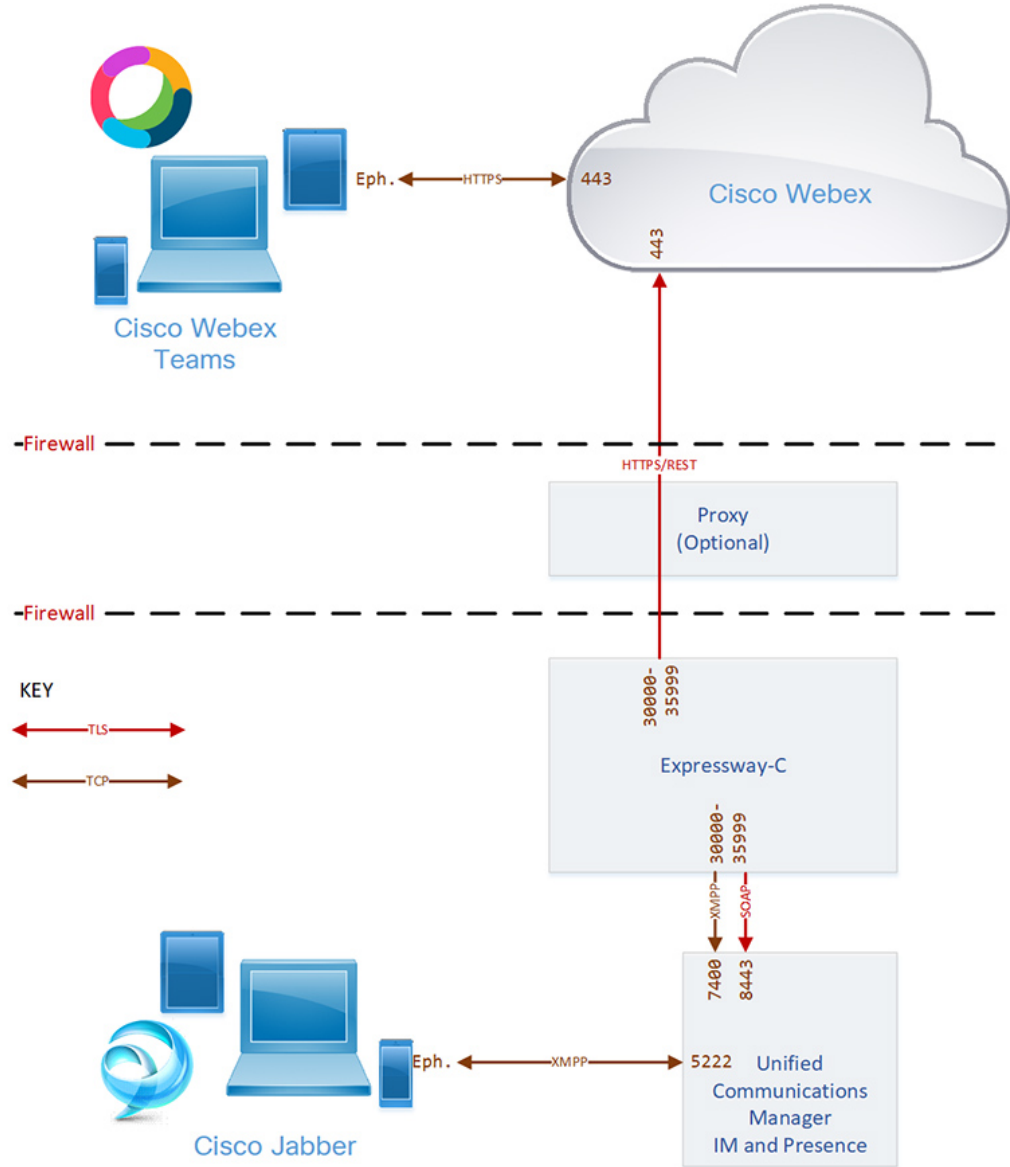 Eph.
HTTPS
443
Cisco Webex
443
Cisco Webex
Teams
Firewall
HTTPS/REST
Proxy
(Optional)
Firewall
KEY
TLS
TCP
30000-
35999
Expressway-C
30000-
35999
XMPP
SOAP
7400
8443
Eph.
XMPP
5222
Unified
Communications
Manager
IM and Presence
Cisco Jabber